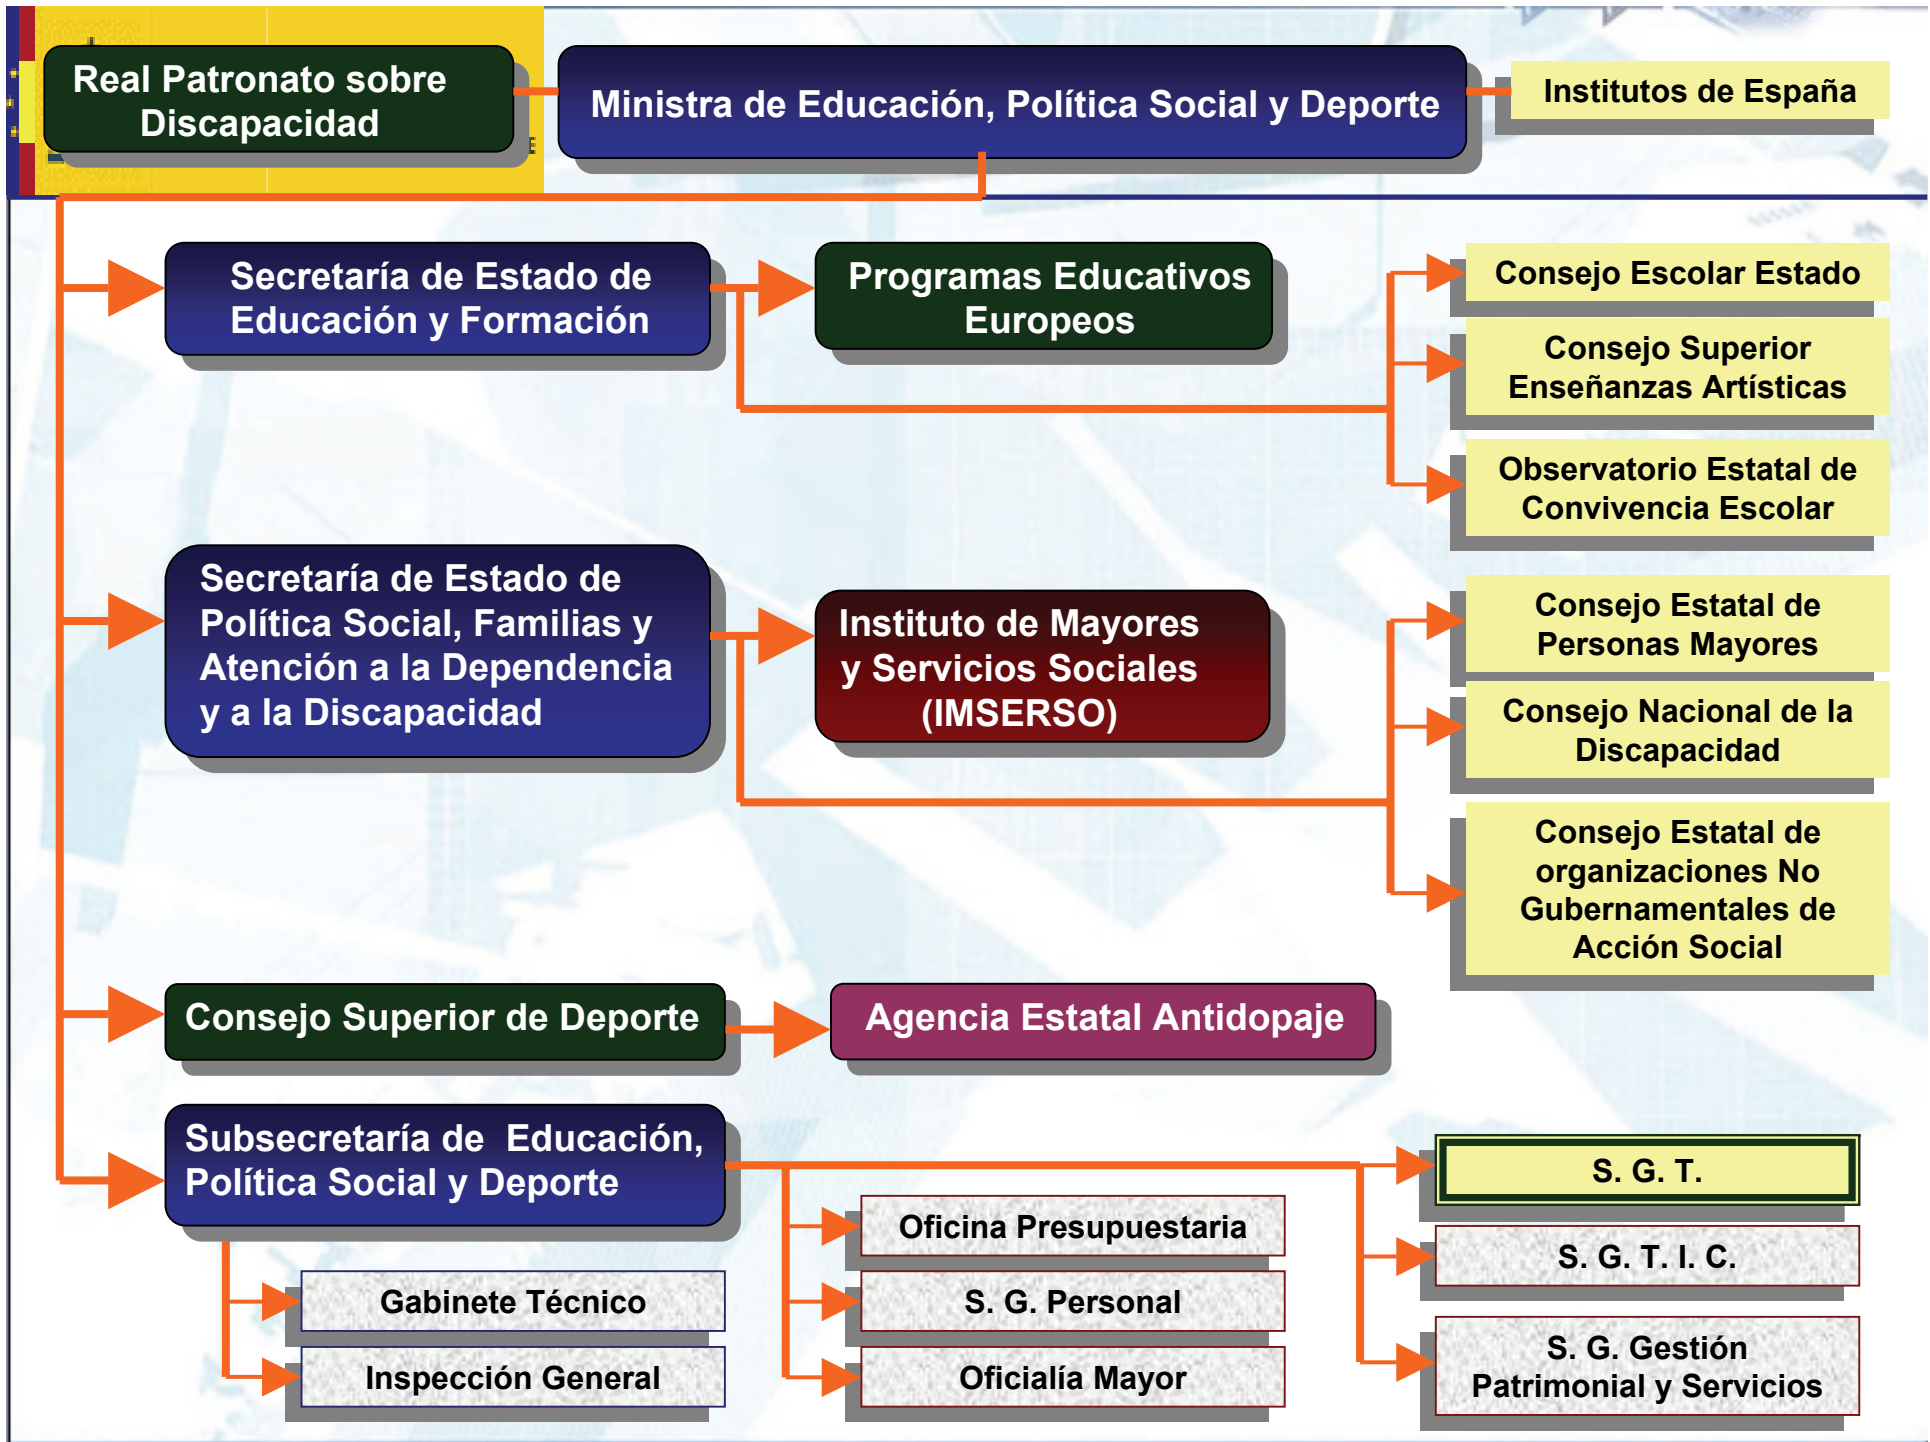 Real Patronato sobre
Discapacidad
Ministra de Educación, Política Social y Deporte
Institutos de España
Secretaría de Estado de
Educación y Formación
Programas Educativos
Europeos
Consejo Escolar Estado
Consejo Superior
Enseñanzas Artísticas
Observatorio Estatal de
Convivencia Escolar
Secretaría de Estado de
Política Social, Familias y
Atención a la Dependencia
y a la Discapacidad
Instituto de Mayores
y Servicios Sociales
(IMSERSO)
Consejo Estatal de
Personas Mayores
Consejo Nacional de la
Discapacidad
Consejo Estatal de
organizaciones No
Gubernamentales de
Acción Social
Consejo Superior de Deporte
Agencia Estatal Antidopaje
Subsecretaría de Educación,
Política Social y Deporte
Gabinete Técnico
Inspección General
Oficina Presupuestaria
S. G. Personal
Oficialía Mayor
S. G. T.
S. G. T. I. C.
S. G. Gestión
Patrimonial y Servicios